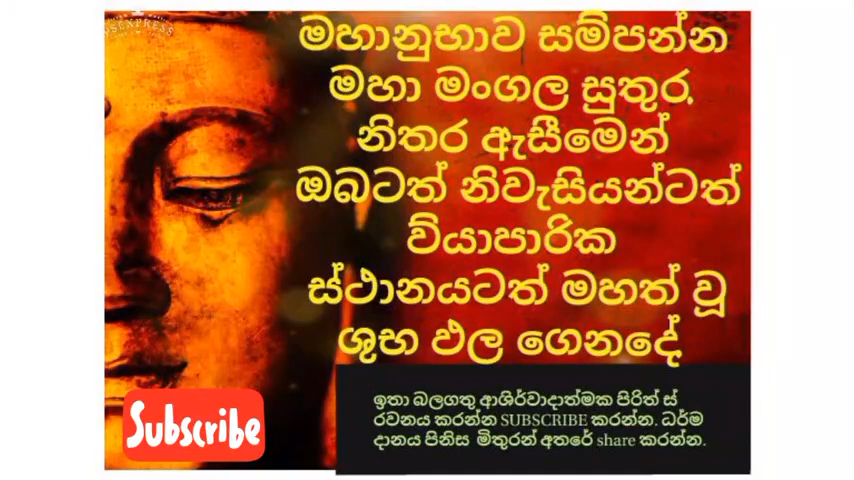 PSEXPRESS
මහානුභාව සම්පන්න
මහා මංගල සූතුර.
නිතර ඇසීමෙන්
ඔබටත් නිවැසියන්ටත්
ව්යාපාරික
ස්ථානයටත් මහත් වූ
ශුභ ඵල ගෙනදේ
ඉතා බලගතු ආශිර්වාදාත්මක පිරිත් ස්
රවනය කරන්න SUBSCRIBE කරන්න. ධර්ම
දානය පිනිස මිතුරන් අතරේ share කරන්න.
Subscribe